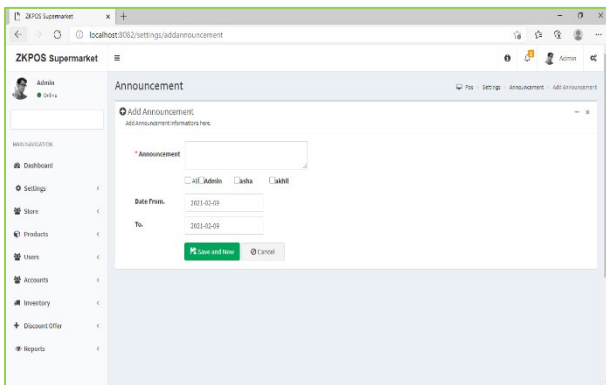 ZKPOS Supermarket
localhost:3082/settings/addannouncement
ZKPOS Supermarket
Admin
Admin
Online
Announcement
Pos Settings Announcement Add Announcement
Add Announcement
Add Announcement informations here.
MAIN NAVIGATION
Dashboard
Settings
Store
Products
Users
Accounts
Inventory
Discount Offer
Reports
* Announcement
All Admin asha akhil
Date From. 2021-02-09
To. 2021-02-09
Save and New Cancel